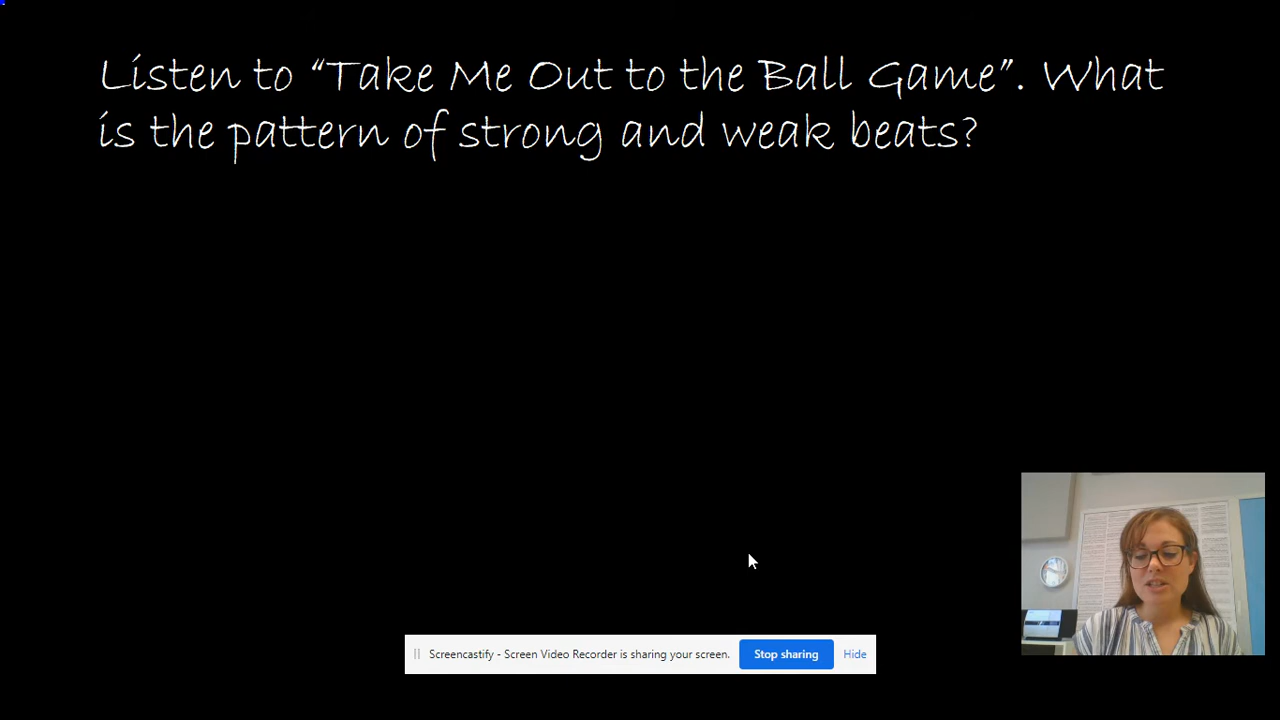 Listen to “Take Me Out to the Ball Game”. What
is the pattern of strong and weak beats?
Screencastify - Screen Video Recorder is sharing your screen. Stop sharing Hide